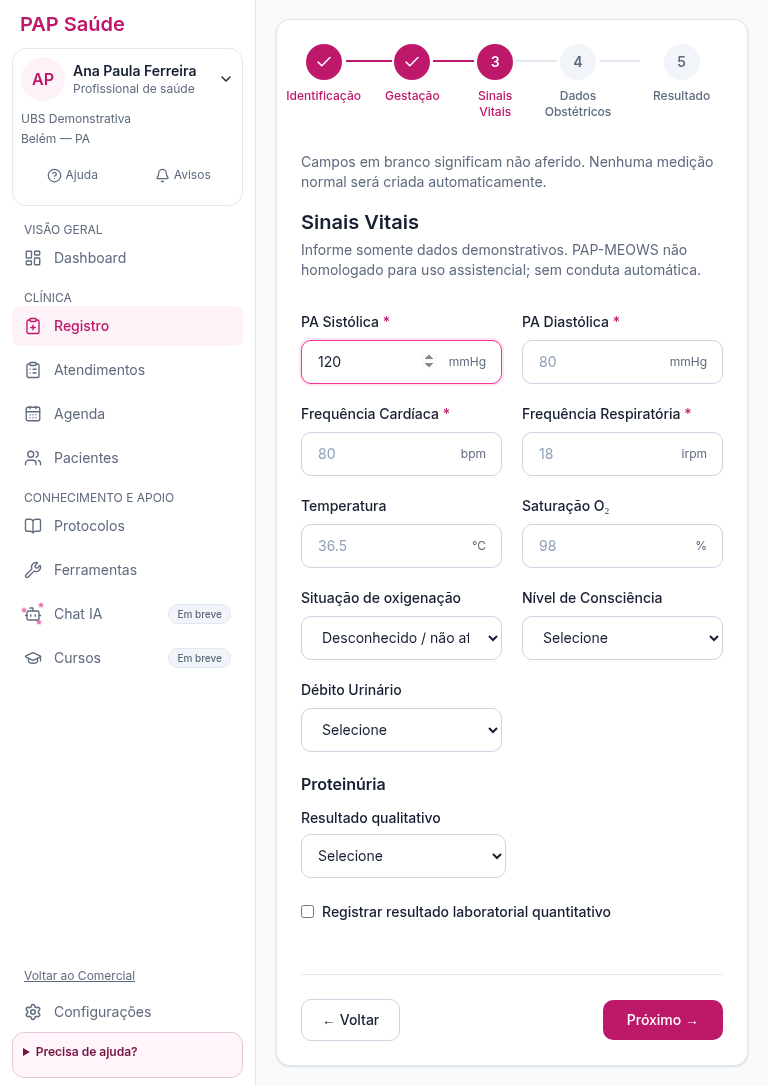 PAP Saúde
AP
Ana Paula Ferreira
Profissional de saúde
UBS Demonstrativa
Belém — PA
Ajuda
Avisos
VISÃO GERAL
Dashboard
CLÍNICA
Registro
Atendimentos
Agenda
Pacientes
CONHECIMENTO E APOIO
Protocolos
Ferramentas
Chat IA
Em breve
Cursos
Em breve
Voltar ao Comercial
Configurações
Precisa de ajuda?
3
4
5
Identificação
Gestação
Sinais
Vitais
Dados
Obstétricos
Resultado
Campos em branco significam não aferido. Nenhuma medição
normal será criada automaticamente.
Sinais Vitais
Informe somente dados demonstrativos. PAP-MEOWS não
homologado para uso assistencial; sem conduta automática.
PA Sistólica *
PA Diastólica *
120 mmHg
80 mmHg
Frequência Cardíaca *
Frequência Respiratória *
80 bpm
18 irpm
Temperatura
Saturação O₂
36.5 °C
98 %
Situação de oxigenação
Nível de Consciência
Desconhecido / não af
Selecione
Débito Urinário
Selecione
Proteinúria
Resultado qualitativo
Selecione
Registrar resultado laboratorial quantitativo
← Voltar
Próximo →